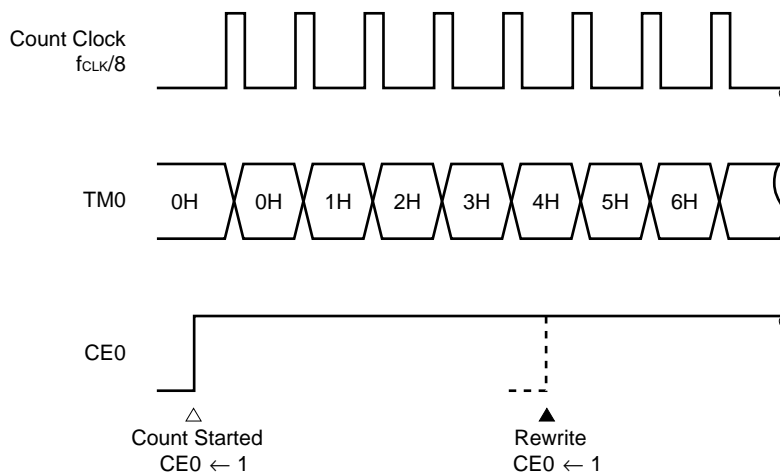 Count Clock
fCLK/8
TM0
0H 0H 1H 2H 3H 4H 5H 6H
CE0
Count Started
CE0 ← 1
Rewrite
CE0 ← 1